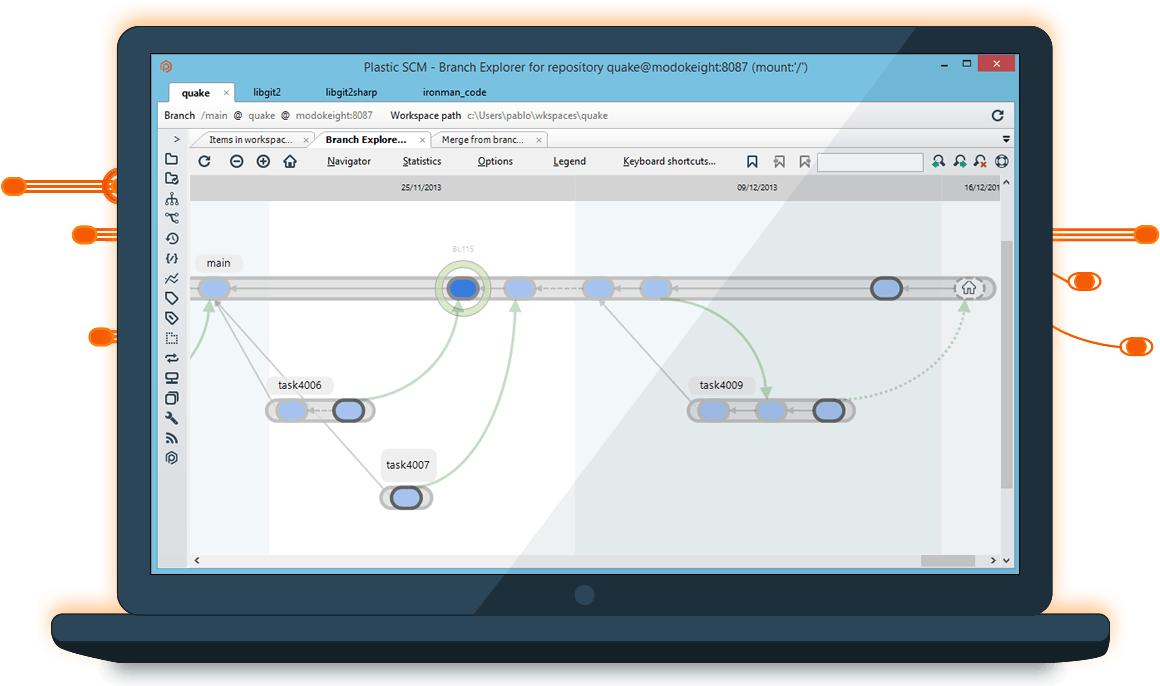 Plastic SCM - Branch Explorer for repository quake@modokeight:8087 (mount:'/')
quake libgit2 libgit2sharp ironman_code
Branch /main @ quake @ modokeight:8087 Workspace path c:\Users\pablo\wkspaces\quake
Items in workspac... Branch Explore... Merge from branc...
Navigator Statistics Options Legend Keyboard shortcuts...
25/11/2013 09/12/2013 16/12/201
BL115
main
task4006 task4009
task4007